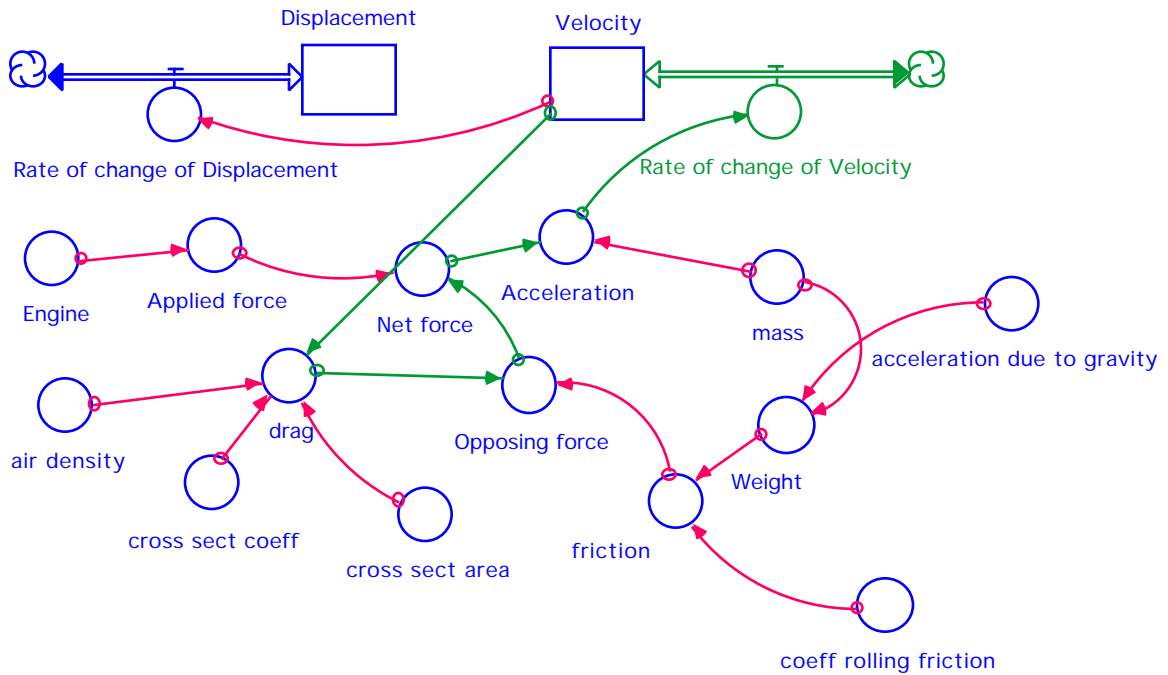 Displacement
Velocity
Rate of change of Displacement
Rate of change of Velocity
Engine
Applied force
Net force
Acceleration
mass
acceleration due to gravity
air density
drag
Opposing force
Weight
cross sect coeff
cross sect area
friction
coeff rolling friction